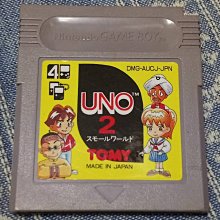 Nintendo GAME BOY
DMG-AUCJ-JPN
4
UNO™
2
スモールワールド
TOMY
MADE IN JAPAN